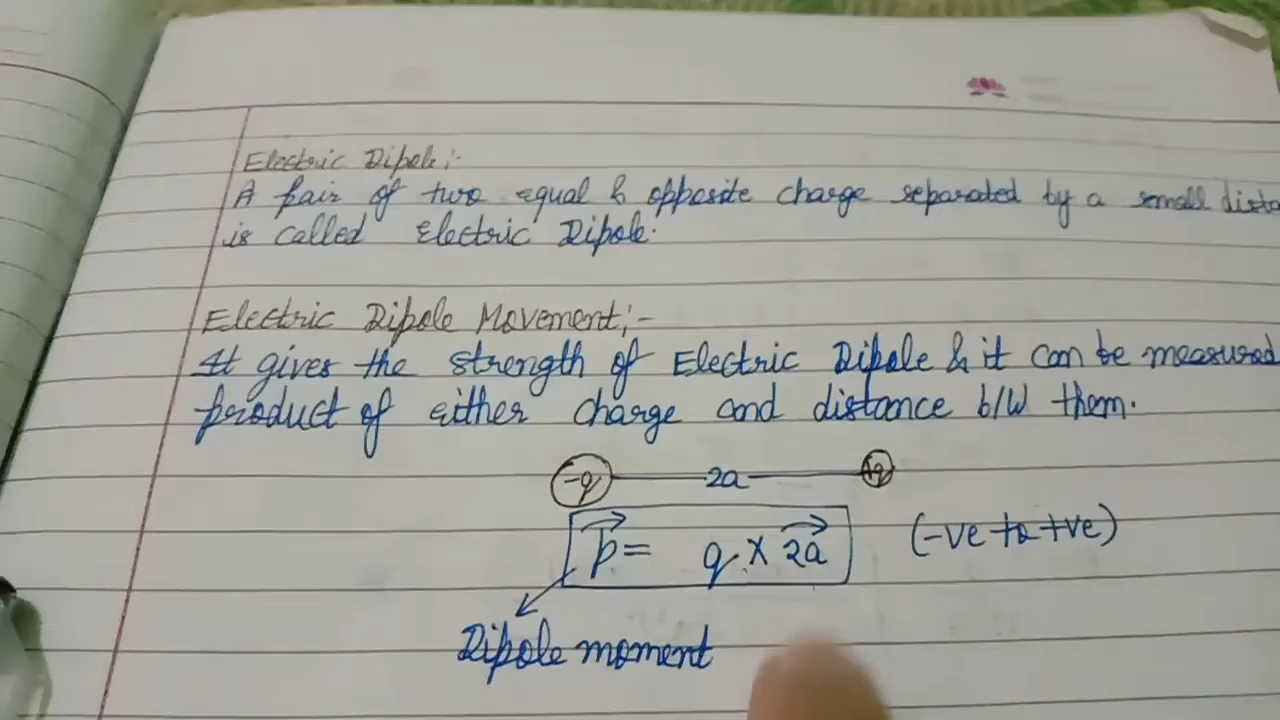 Electric Dipole:-
A pair of two equal & opposite charge separated by a small dista
is called Electric Dipole.
Electric Dipole Movement:-
It gives the strength of Electric Dipole & it can be measured
product of either charge and distance b/w them.
-q 2a +q
p⃗ = q × 2a⃗ (-ve to +ve)
Dipole moment